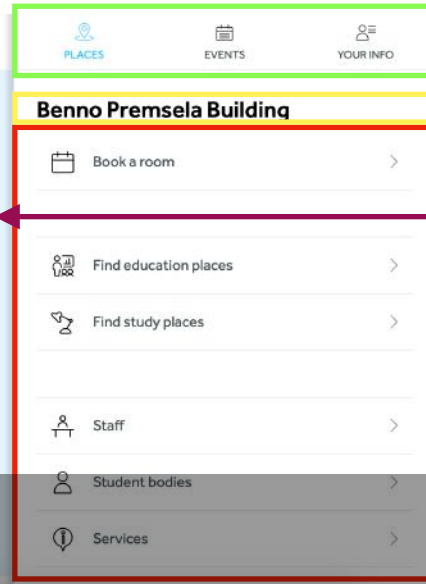 PLACES EVENTS YOUR INFO
Benno Premsela Building
Book a room
Find education places
Find study places
Staff
Student bodies
Services